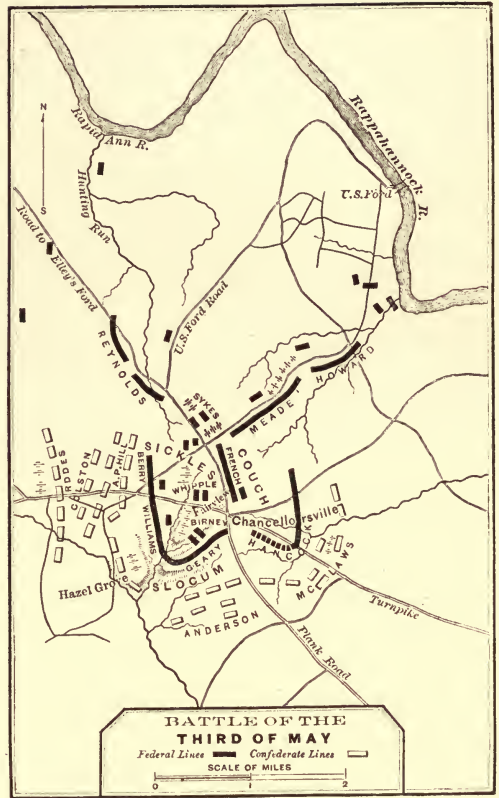 Rapid Ann R.
Rappahannock R.
N
S
Hunting Run
U.S. Ford
Road to Elley's Ford
U.S. Ford Road
REYNOLDS
HOWARD
SYKES
MEADE
RODES
COLSTON
A.P. HILL
BERRY
SICKLES
COUCH
FRENCH
WHIPPLE
Fairview
WILLIAMS
BIRNEY
Chancellorsville
HANCOCK
GEARY
Hazel Grove
SLOCUM
MCLAWS
Turnpike
ANDERSON
Plank Road
BATTLE OF THE
THIRD OF MAY
Federal Lines Confederate Lines
SCALE OF MILES
0 1 2